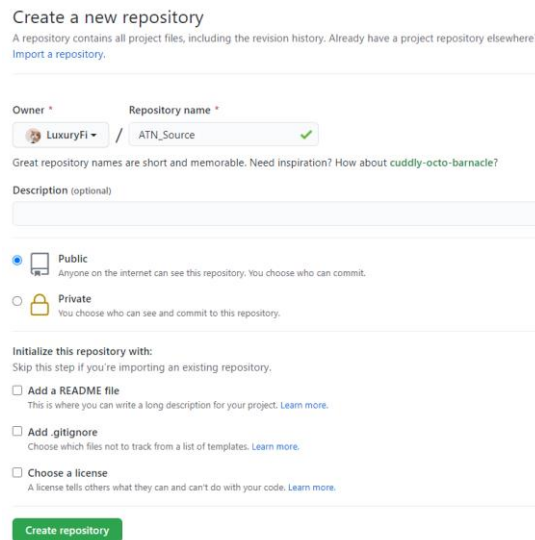 Create a new repository
A repository contains all project files, including the revision history. Already have a project repository elsewhere
Import a repository.
Owner * Repository name *
LuxuryFi / ATN_Source
Great repository names are short and memorable. Need inspiration? How about cuddly-octo-barnacle?
Description (optional)
Public
Anyone on the internet can see this repository. You choose who can commit.
Private
You choose who can see and commit to this repository.
Initialize this repository with:
Skip this step if you're importing an existing repository.
Add a README file
This is where you can write a long description for your project. Learn more.
Add .gitignore
Choose which files not to track from a list of templates. Learn more.
Choose a license
A license tells others what they can and can't do with your code. Learn more.
Create repository